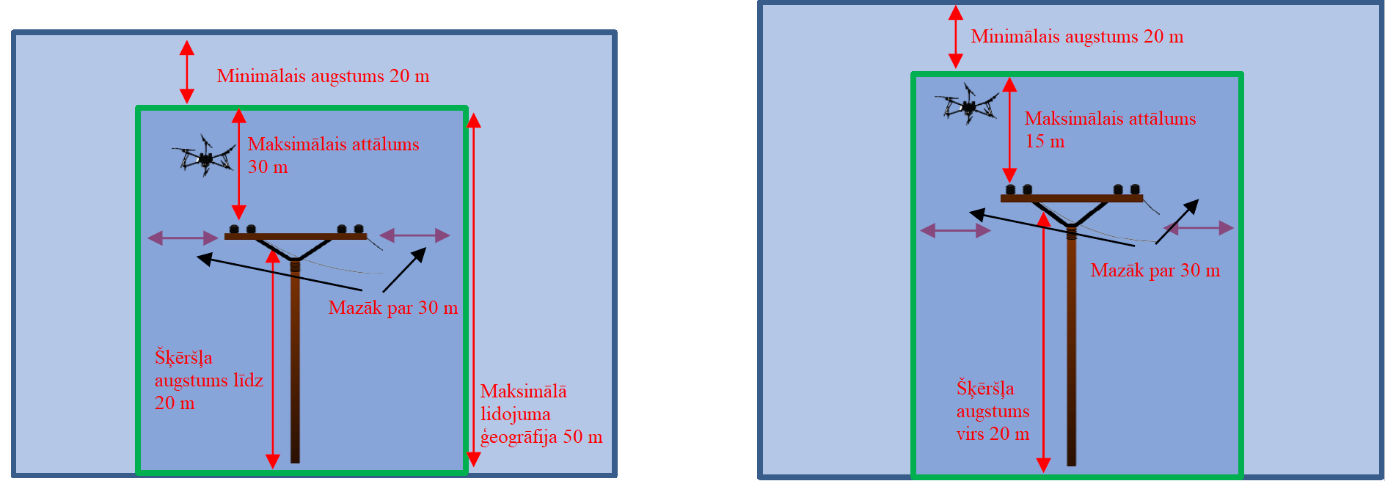 Minimālais augstums 20 m
Maksimālais attālums
30 m
Mazāk par 30 m
Šķēršļa
augstums līdz
20 m
Maksimālā
lidojuma
ģeogrāfija 50 m
Minimālais augstums 20 m
Maksimālais attālums
15 m
Mazāk par 30 m
Šķēršļa
augstums
virs 20 m